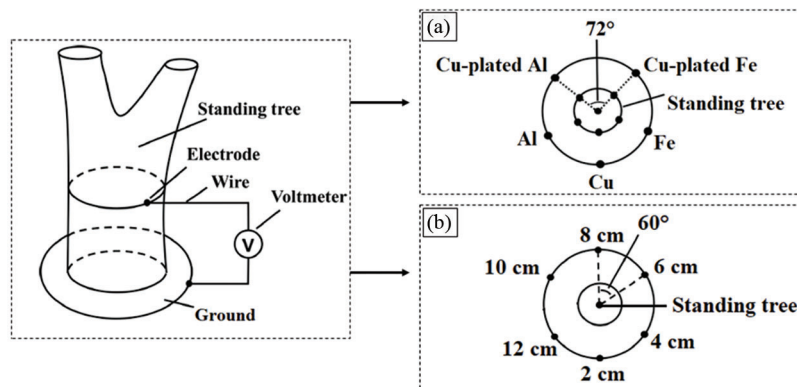 Standing tree
Electrode
Wire
Voltmeter
V
Ground
(a)
72°
Cu-plated Al
Cu-plated Fe
Standing tree
Al
Fe
Cu
(b)
60°
8 cm
10 cm
6 cm
Standing tree
12 cm
4 cm
2 cm